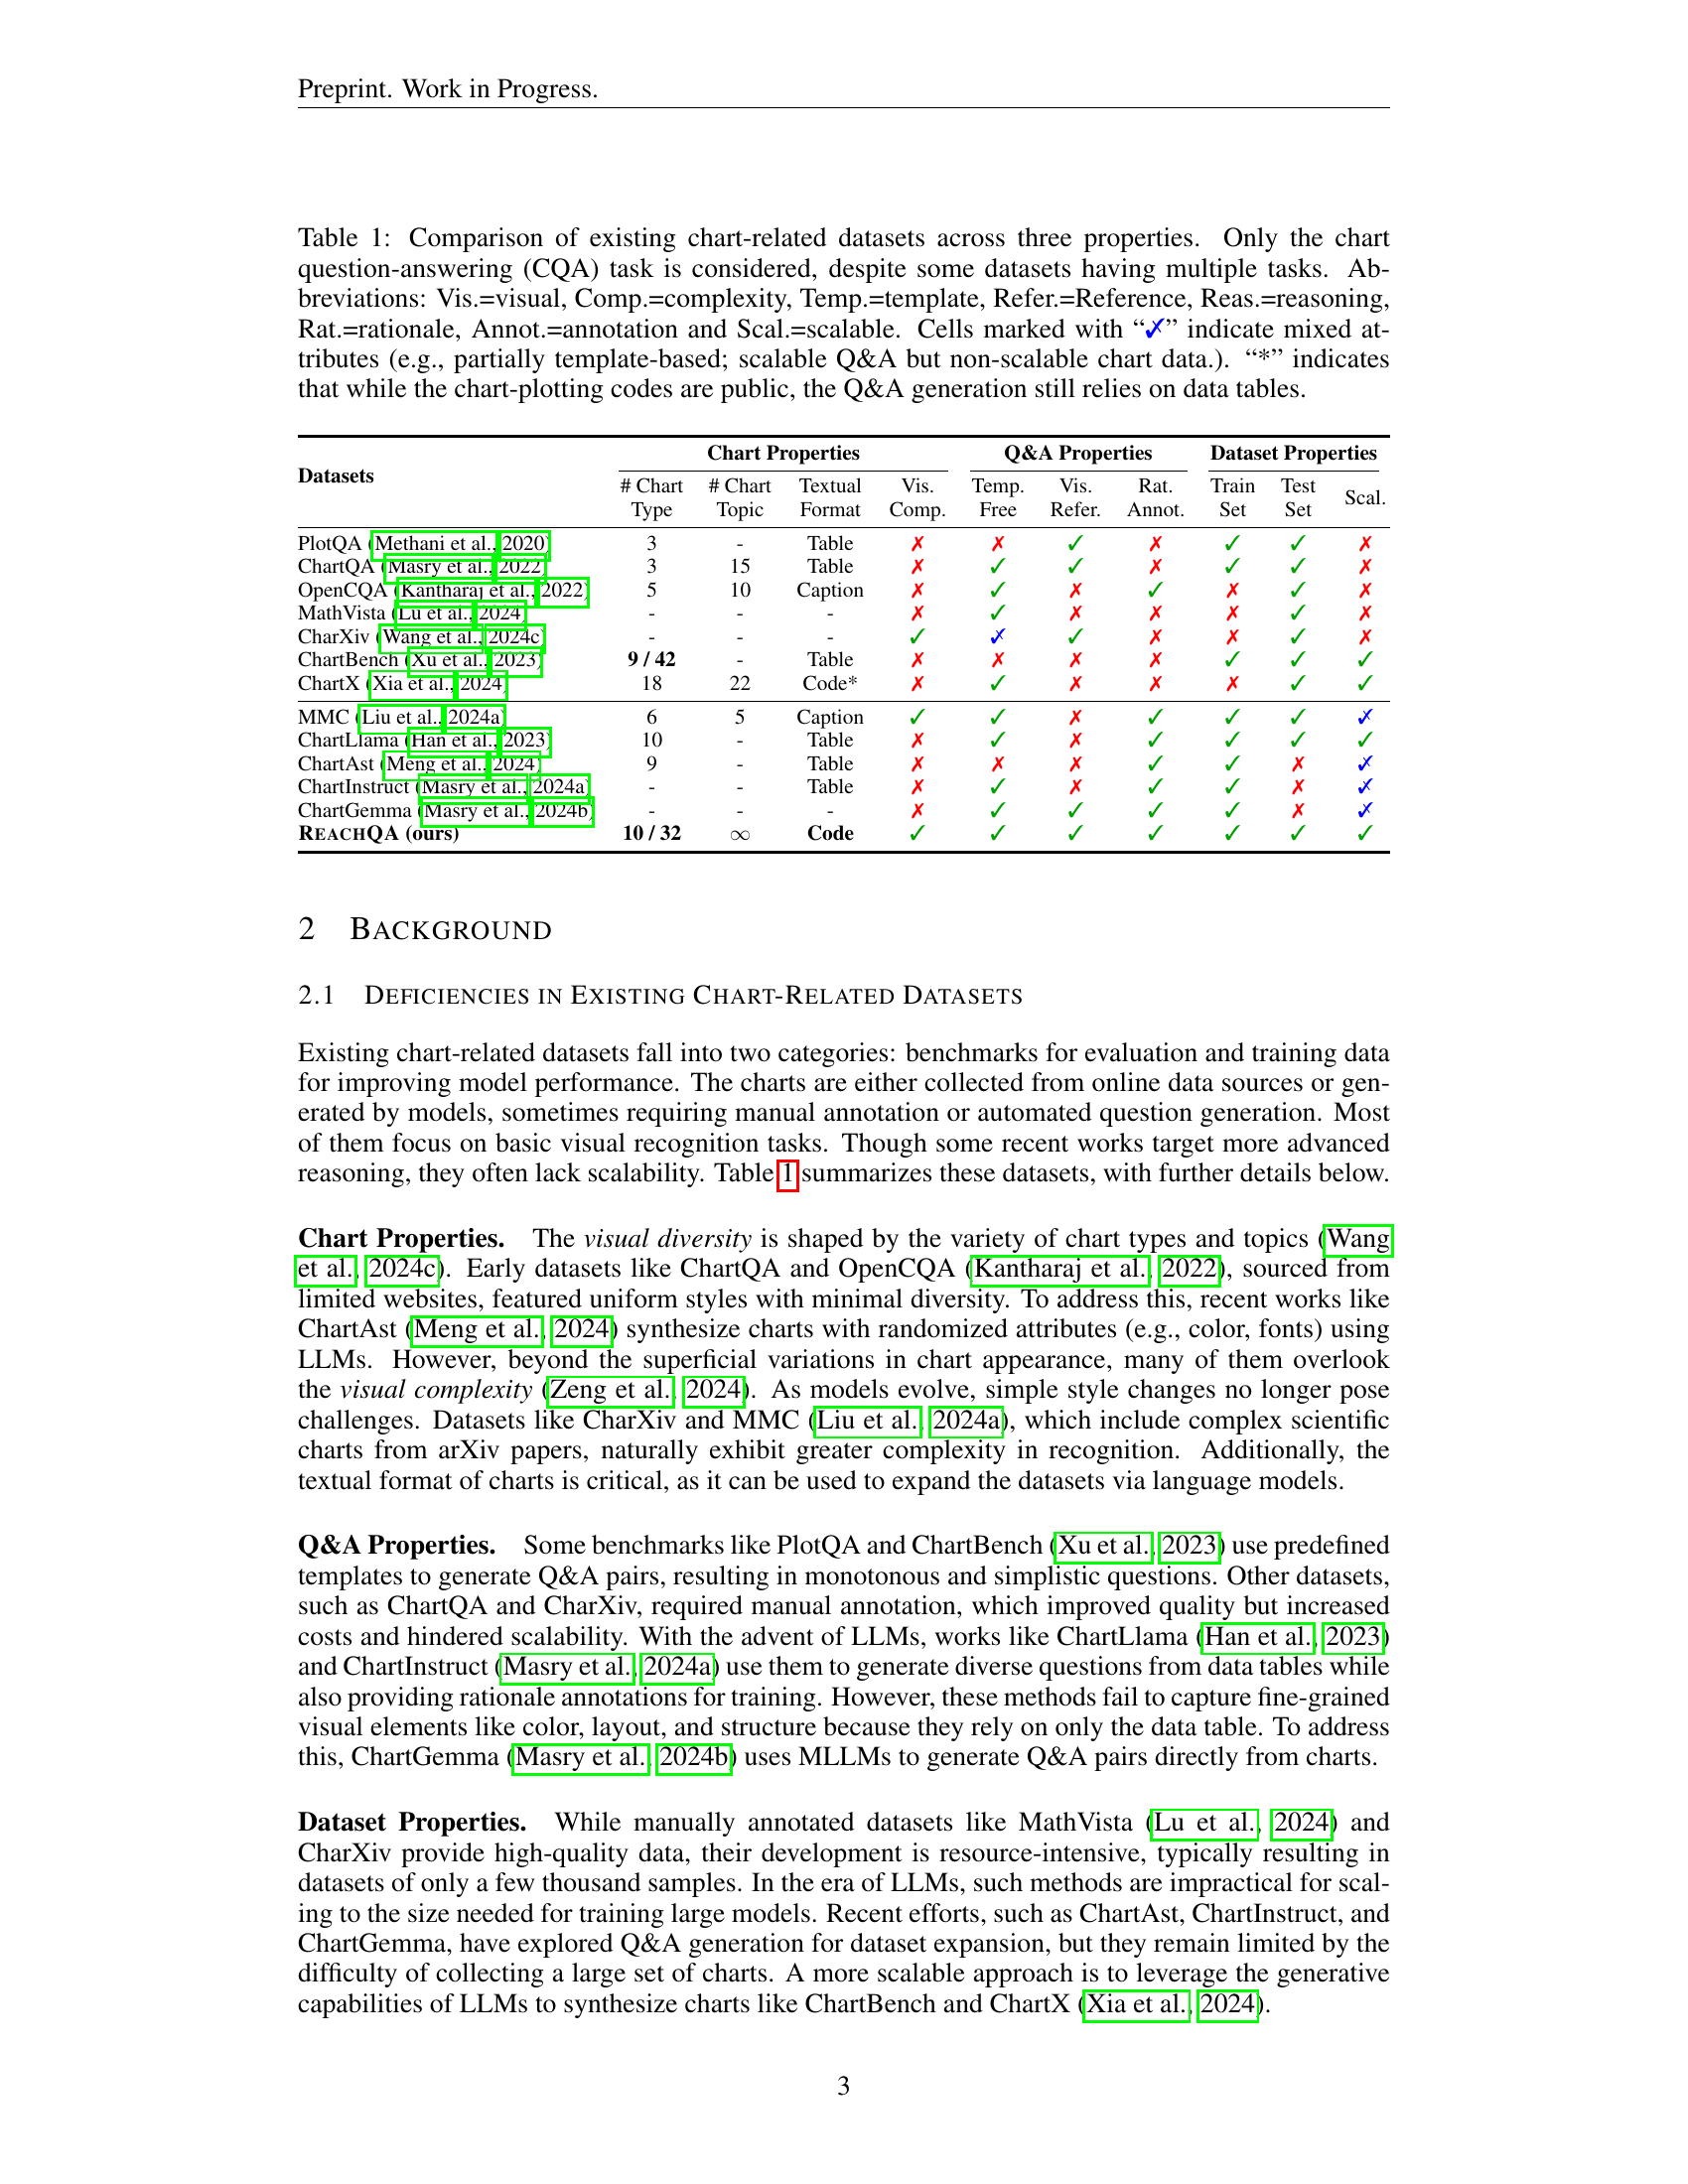 Preprint. Work in Progress.
Table 1: Comparison of existing chart-related datasets across three properties. Only the chart
question-answering (CQA) task is considered, despite some datasets having multiple tasks. Ab-
breviations: Vis.=visual, Comp.=complexity, Temp.=template, Refer.=Reference, Reas.=reasoning,
Rat.=rationale, Annot.=annotation and Scal.=scalable. Cells marked with “✓✗” indicate mixed at-
tributes (e.g., partially template-based; scalable Q&A but non-scalable chart data.). “*” indicates
that while the chart-plotting codes are public, the Q&A generation still relies on data tables.
Datasets Chart Properties Q&A Properties Dataset Properties
# Chart Type # Chart Topic Textual Format Vis. Comp. Temp. Free Vis. Refer. Rat. Annot. Train Set Test Set Scal.
PlotQA (Methani et al., 2020) 3 - Table ✗ ✗ ✓ ✗ ✓ ✓ ✗
ChartQA (Masry et al., 2022) 3 15 Table ✗ ✓ ✓ ✗ ✓ ✓ ✗
OpenCQA (Kantharaj et al., 2022) 5 10 Caption ✗ ✓ ✗ ✓ ✗ ✓ ✗
MathVista (Lu et al., 2024) - - - ✗ ✓ ✗ ✗ ✗ ✓ ✗
CharXiv (Wang et al., 2024c) - - - ✓ ✓✗ ✓ ✗ ✗ ✓ ✗
ChartBench (Xu et al., 2023) 9 / 42 - Table ✗ ✗ ✗ ✗ ✓ ✓ ✓
ChartX (Xia et al., 2024) 18 22 Code* ✗ ✓ ✗ ✗ ✗ ✓ ✓
MMC (Liu et al., 2024a) 6 5 Caption ✓ ✓ ✗ ✓ ✓ ✓ ✓✗
ChartLlama (Han et al., 2023) 10 - Table ✗ ✓ ✗ ✓ ✓ ✓ ✓
ChartAst (Meng et al., 2024) 9 - Table ✗ ✗ ✗ ✓ ✓ ✗ ✓✗
ChartInstruct (Masry et al., 2024a) - - Table ✗ ✓ ✗ ✓ ✓ ✗ ✓✗
ChartGemma (Masry et al., 2024b) - - - ✗ ✓ ✓ ✓ ✓ ✗ ✓✗
REACHQA (ours) 10 / 32 ∞ Code ✓ ✓ ✓ ✓ ✓ ✓ ✓
2 BACKGROUND
2.1 DEFICIENCIES IN EXISTING CHART-RELATED DATASETS
Existing chart-related datasets fall into two categories: benchmarks for evaluation and training data
for improving model performance. The charts are either collected from online data sources or gen-
erated by models, sometimes requiring manual annotation or automated question generation. Most
of them focus on basic visual recognition tasks. Though some recent works target more advanced
reasoning, they often lack scalability. Table 1 summarizes these datasets, with further details below.
Chart Properties. The visual diversity is shaped by the variety of chart types and topics (Wang
et al., 2024c). Early datasets like ChartQA and OpenCQA (Kantharaj et al., 2022), sourced from
limited websites, featured uniform styles with minimal diversity. To address this, recent works like
ChartAst (Meng et al., 2024) synthesize charts with randomized attributes (e.g., color, fonts) using
LLMs. However, beyond the superficial variations in chart appearance, many of them overlook
the visual complexity (Zeng et al., 2024). As models evolve, simple style changes no longer pose
challenges. Datasets like CharXiv and MMC (Liu et al., 2024a), which include complex scientific
charts from arXiv papers, naturally exhibit greater complexity in recognition. Additionally, the
textual format of charts is critical, as it can be used to expand the datasets via language models.
Q&A Properties. Some benchmarks like PlotQA and ChartBench (Xu et al., 2023) use predefined
templates to generate Q&A pairs, resulting in monotonous and simplistic questions. Other datasets,
such as ChartQA and CharXiv, required manual annotation, which improved quality but increased
costs and hindered scalability. With the advent of LLMs, works like ChartLlama (Han et al., 2023)
and ChartInstruct (Masry et al., 2024a) use them to generate diverse questions from data tables while
also providing rationale annotations for training. However, these methods fail to capture fine-grained
visual elements like color, layout, and structure because they rely on only the data table. To address
this, ChartGemma (Masry et al., 2024b) uses MLLMs to generate Q&A pairs directly from charts.
Dataset Properties. While manually annotated datasets like MathVista (Lu et al., 2024) and
CharXiv provide high-quality data, their development is resource-intensive, typically resulting in
datasets of only a few thousand samples. In the era of LLMs, such methods are impractical for scal-
ing to the size needed for training large models. Recent efforts, such as ChartAst, ChartInstruct, and
ChartGemma, have explored Q&A generation for dataset expansion, but they remain limited by the
difficulty of collecting a large set of charts. A more scalable approach is to leverage the generative
capabilities of LLMs to synthesize charts like ChartBench and ChartX (Xia et al., 2024).
3